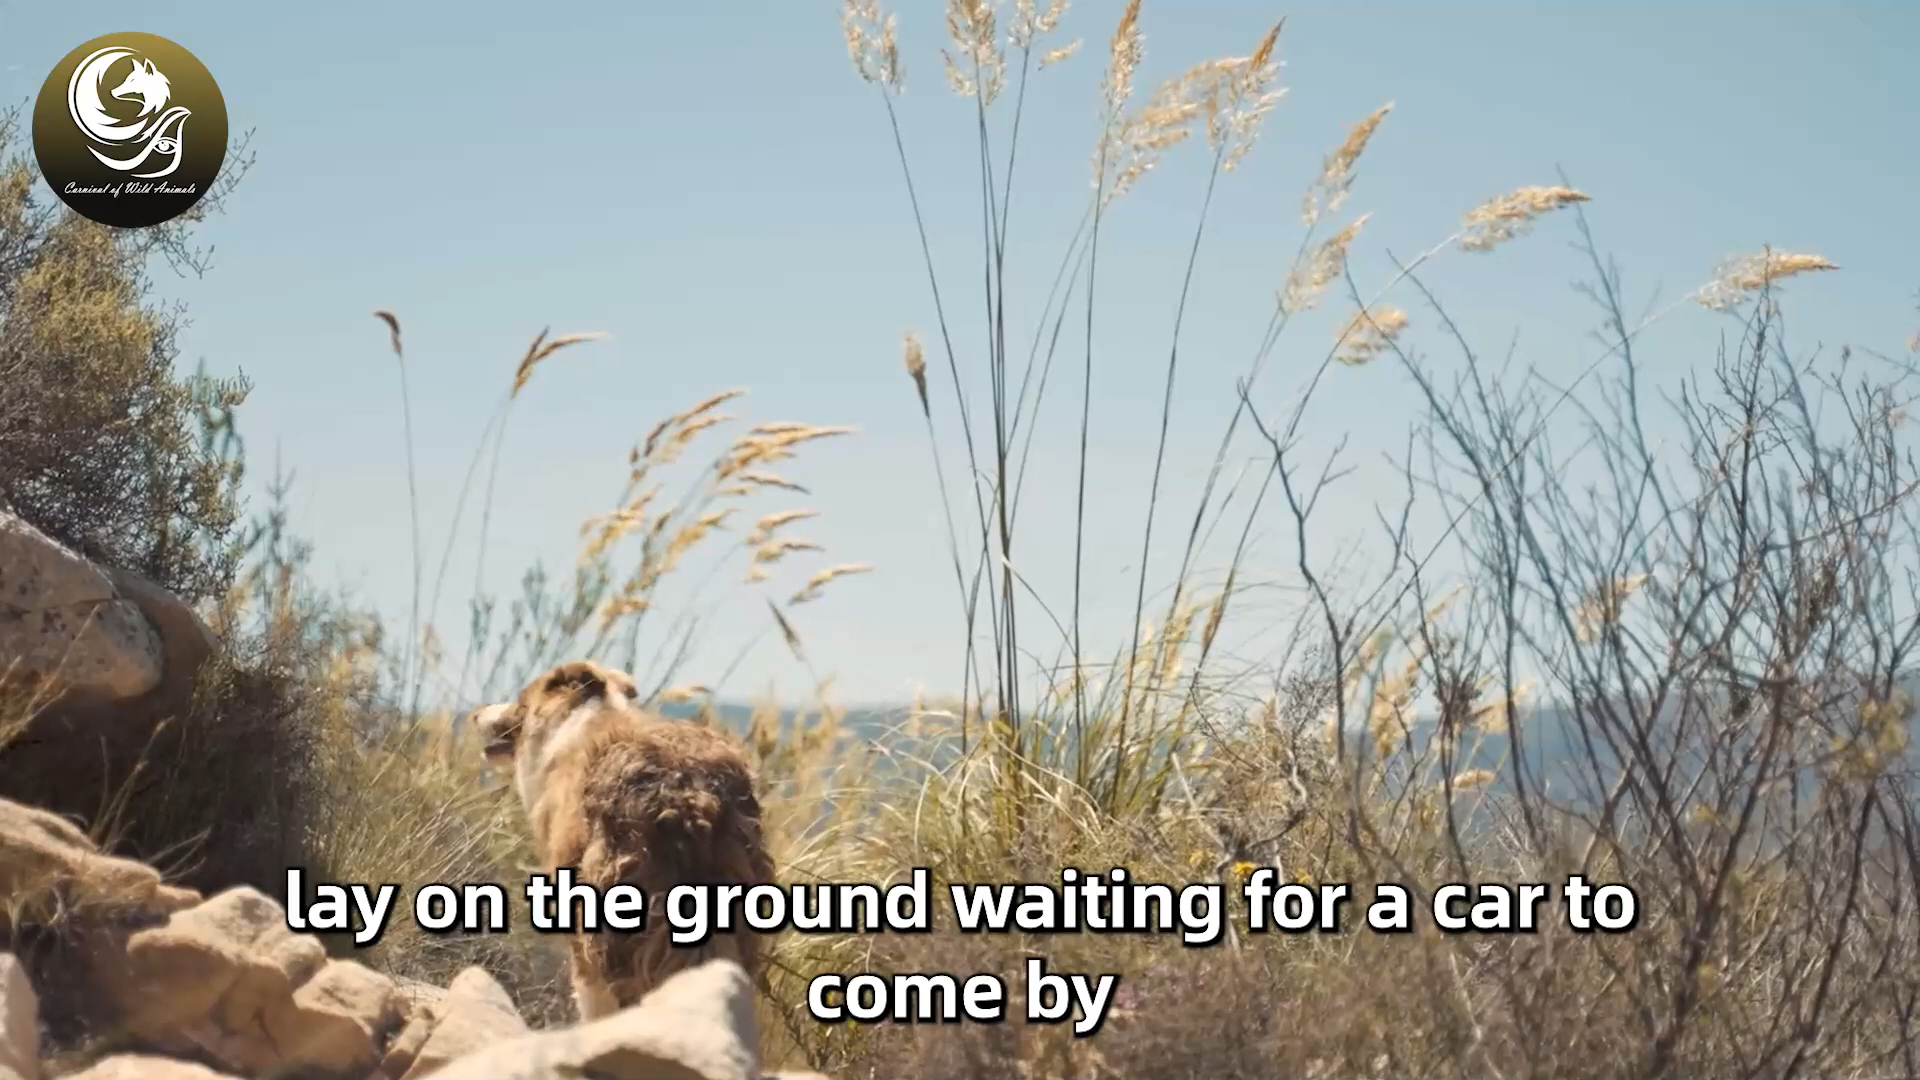 Carnival of Wild Animals
lay on the ground waiting for a car to
come by